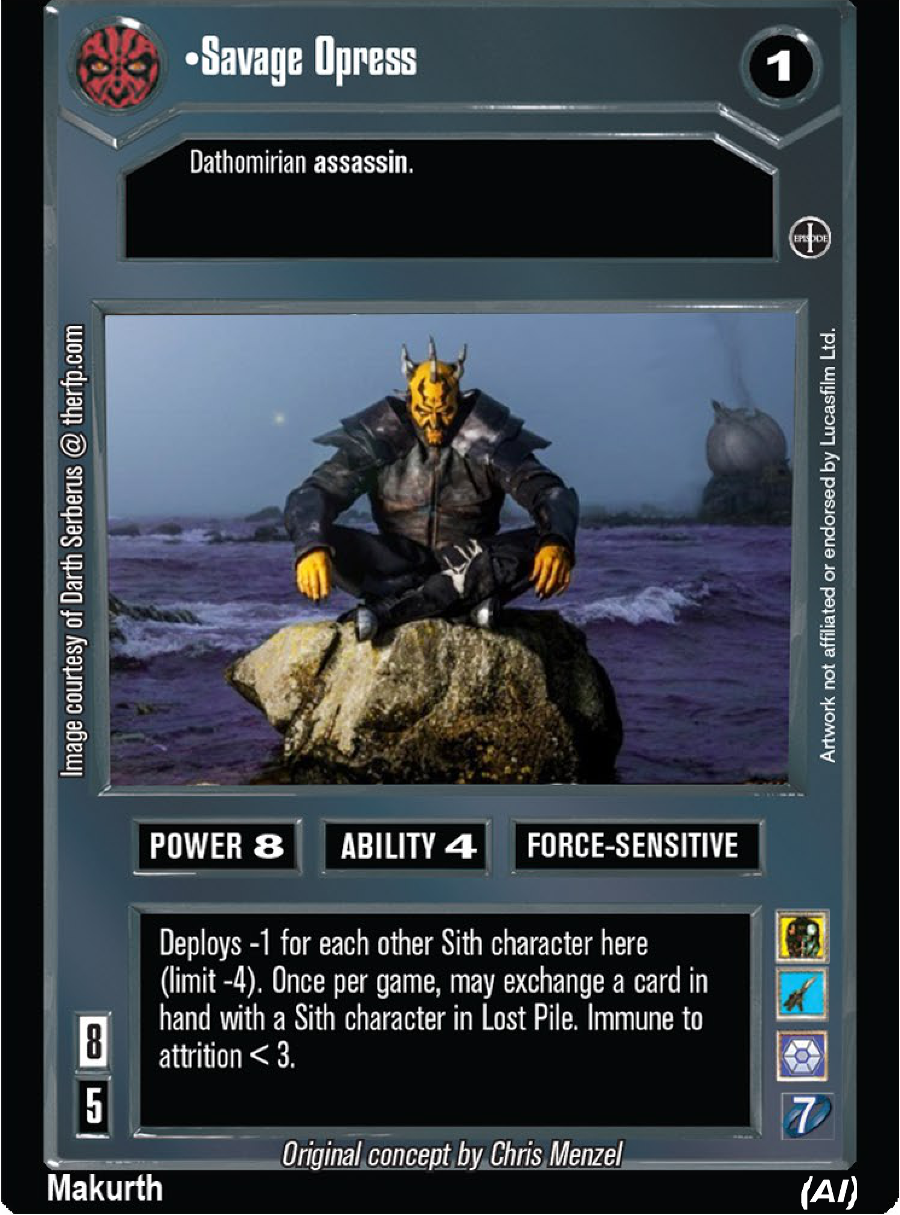 •Savage Opress
1
Dathomirian assassin.
EPISODE
I
Image courtesy of Darth Serberus @ therfp.com
Artwork not affiliated or endorsed by Lucasfilm Ltd.
POWER 8
ABILITY 4
FORCE-SENSITIVE
Deploys -1 for each other Sith character here
(limit -4). Once per game, may exchange a card in
hand with a Sith character in Lost Pile. Immune to
attrition < 3.
8
5
7
Original concept by Chris Menzel
Makurth
(AI)